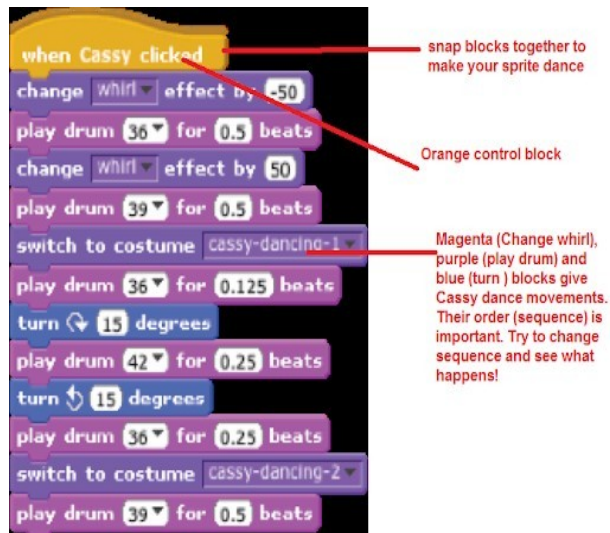 when Cassy clicked
change whirl effect by -50
play drum 36 for 0.5 beats
change whirl effect by 50
play drum 39 for 0.5 beats
switch to costume cassy-dancing-1
play drum 36 for 0.125 beats
turn 15 degrees
play drum 42 for 0.25 beats
turn 15 degrees
play drum 36 for 0.25 beats
switch to costume cassy-dancing-2
play drum 39 for 0.5 beats
snap blocks together to
make your sprite dance
Orange control block
Magenta (Change whirl),
purple (play drum) and
blue (turn ) blocks give
Cassy dance movements.
Their order (sequence) is
important. Try to change
sequence and see what
happens!